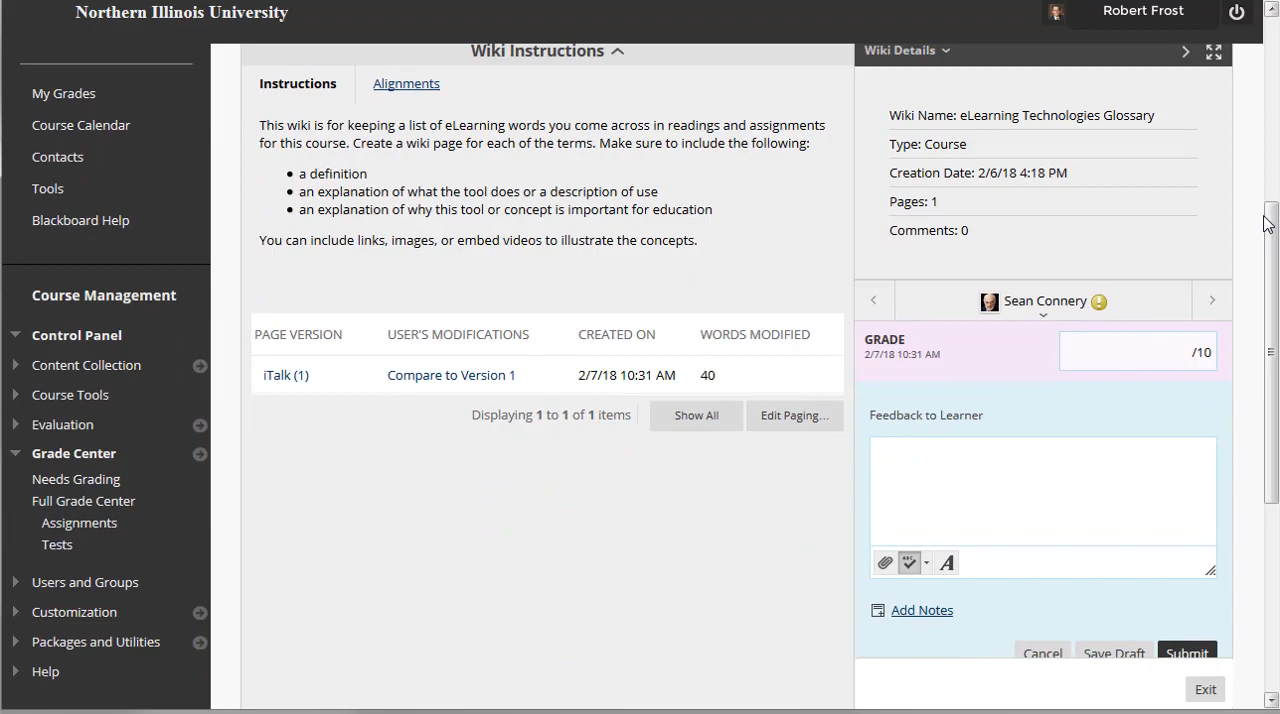 Northern Illinois University
Robert Frost
My Grades
Course Calendar
Contacts
Tools
Blackboard Help
Course Management
Control Panel
Content Collection
Course Tools
Evaluation
Grade Center
Needs Grading
Full Grade Center
Assignments
Tests
Users and Groups
Customization
Packages and Utilities
Help
Wiki Instructions
Instructions
Alignments
This wiki is for keeping a list of eLearning words you come across in readings and assignments
for this course. Create a wiki page for each of the terms. Make sure to include the following:
• a definition
• an explanation of what the tool does or a description of use
• an explanation of why this tool or concept is important for education
You can include links, images, or embed videos to illustrate the concepts.
PAGE VERSION USER'S MODIFICATIONS CREATED ON WORDS MODIFIED
iTalk (1) Compare to Version 1 2/7/18 10:31 AM 40
Displaying 1 to 1 of 1 items Show All Edit Paging...
Wiki Details
Wiki Name: eLearning Technologies Glossary
Type: Course
Creation Date: 2/6/18 4:18 PM
Pages: 1
Comments: 0
Sean Connery
GRADE
2/7/18 10:31 AM
/10
Feedback to Learner
ABC
A
Add Notes
Cancel Save Draft Submit
Exit